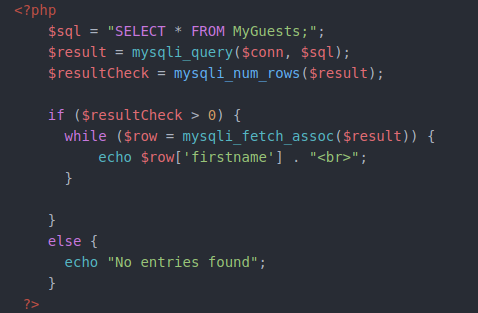 <?php
    $sql = "SELECT * FROM MyGuests;";
    $result = mysqli_query($conn, $sql);
    $resultCheck = mysqli_num_rows($result);

    if ($resultCheck > 0) {
      while ($row = mysqli_fetch_assoc($result)) {
          echo $row['firstname'] . "<br>";
      }

    }
    else {
      echo "No entries found";
    }
 ?>